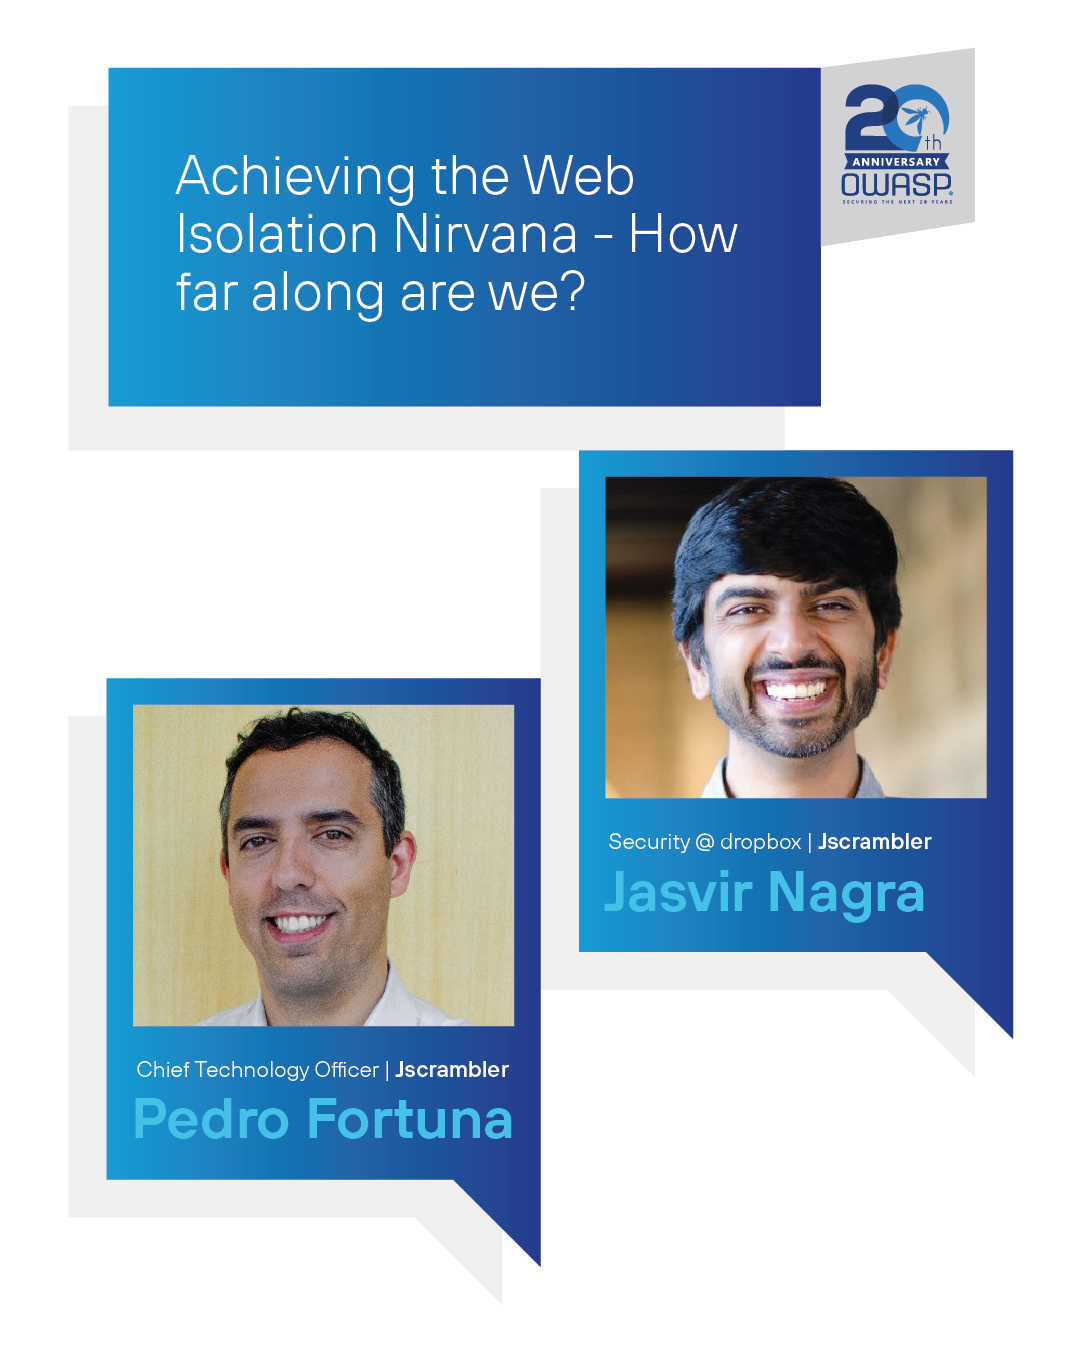 Achieving the Web
Isolation Nirvana - How
far along are we?
20th
ANNIVERSARY
OWASP
SECURING THE NEXT 20 YEARS
Security @ dropbox | Jscrambler
Jasvir Nagra
Chief Technology Officer | Jscrambler
Pedro Fortuna